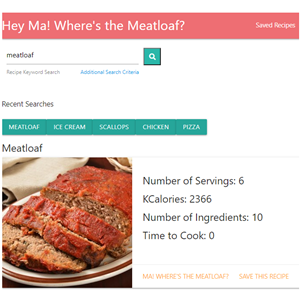 Hey Ma! Where's the Meatloaf?
Saved Recipes
meatloaf
Recipe Keyword Search
Additional Search Criteria
Recent Searches
MEATLOAF ICE CREAM SCALLOPS CHICKEN PIZZA
Meatloaf
Number of Servings: 6
KCalories: 2366
Number of Ingredients: 10
Time to Cook: 0
MA! WHERE'S THE MEATLOAF? SAVE THIS RECIPE